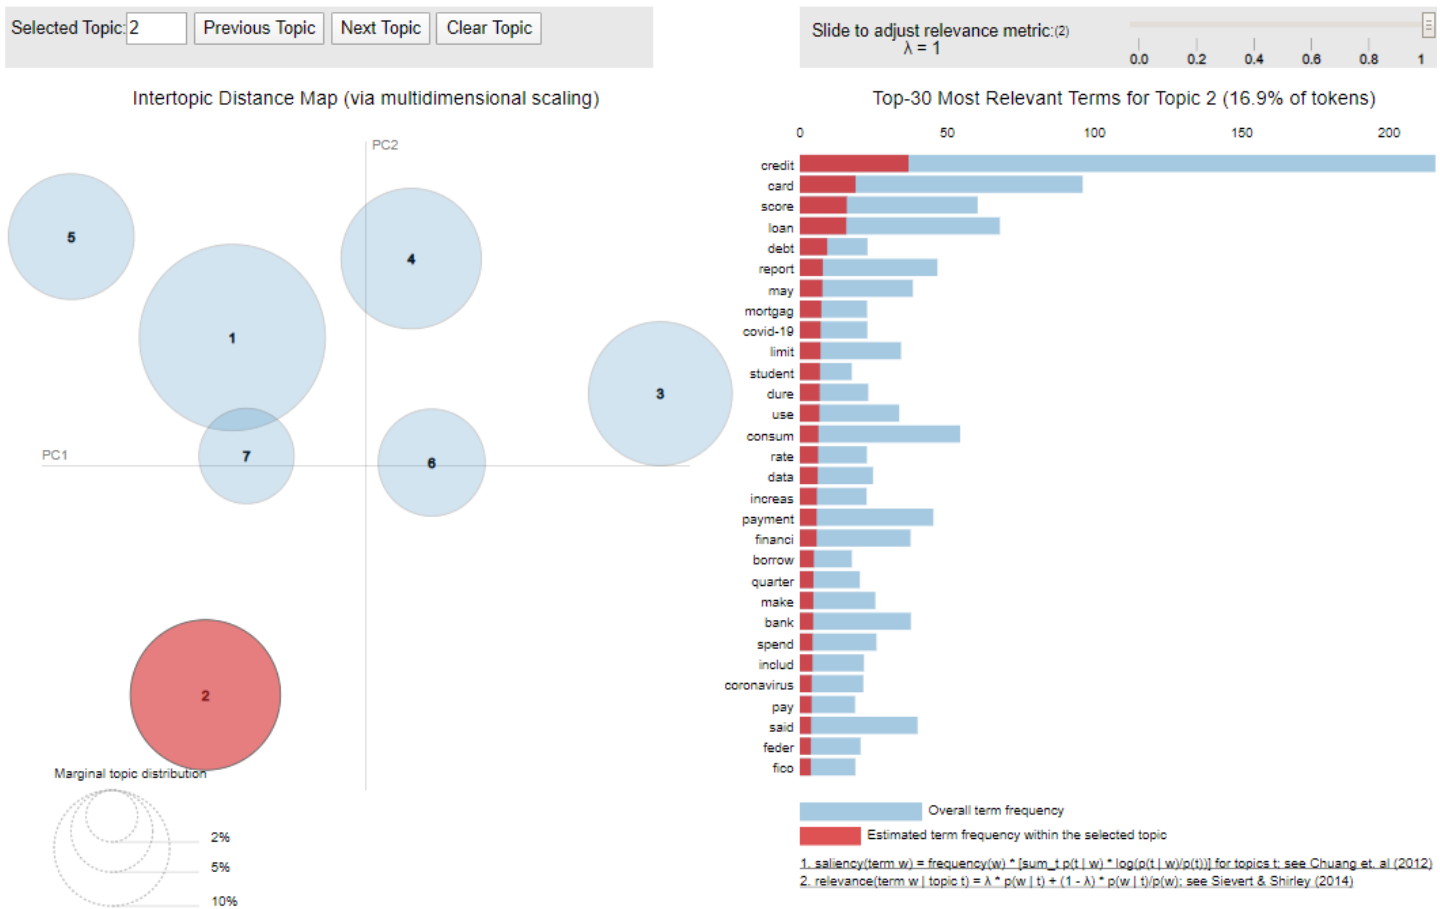 Selected Topic: 2 Previous Topic Next Topic Clear Topic
Slide to adjust relevance metric:(2)
λ = 1
0.0 0.2 0.4 0.6 0.8 1
Intertopic Distance Map (via multidimensional scaling)
PC2
5
4
1
3
PC1
7
6
2
Marginal topic distribution
2%
5%
10%
Top-30 Most Relevant Terms for Topic 2 (16.9% of tokens)
0 50 100 150 200
credit
card
score
loan
debt
report
may
mortgag
covid-19
limit
student
dure
use
consum
rate
data
increas
payment
financi
borrow
quarter
make
bank
spend
includ
coronavirus
pay
said
feder
fico
Overall term frequency
Estimated term frequency within the selected topic
1. saliency(term w) = frequency(w) * [sum_t p(t | w) * log(p(t | w)/p(t))] for topics t; see Chuang et. al (2012)
2. relevance(term w | topic t) = λ * p(w | t) + (1 - λ) * p(w | t)/p(w); see Sievert & Shirley (2014)